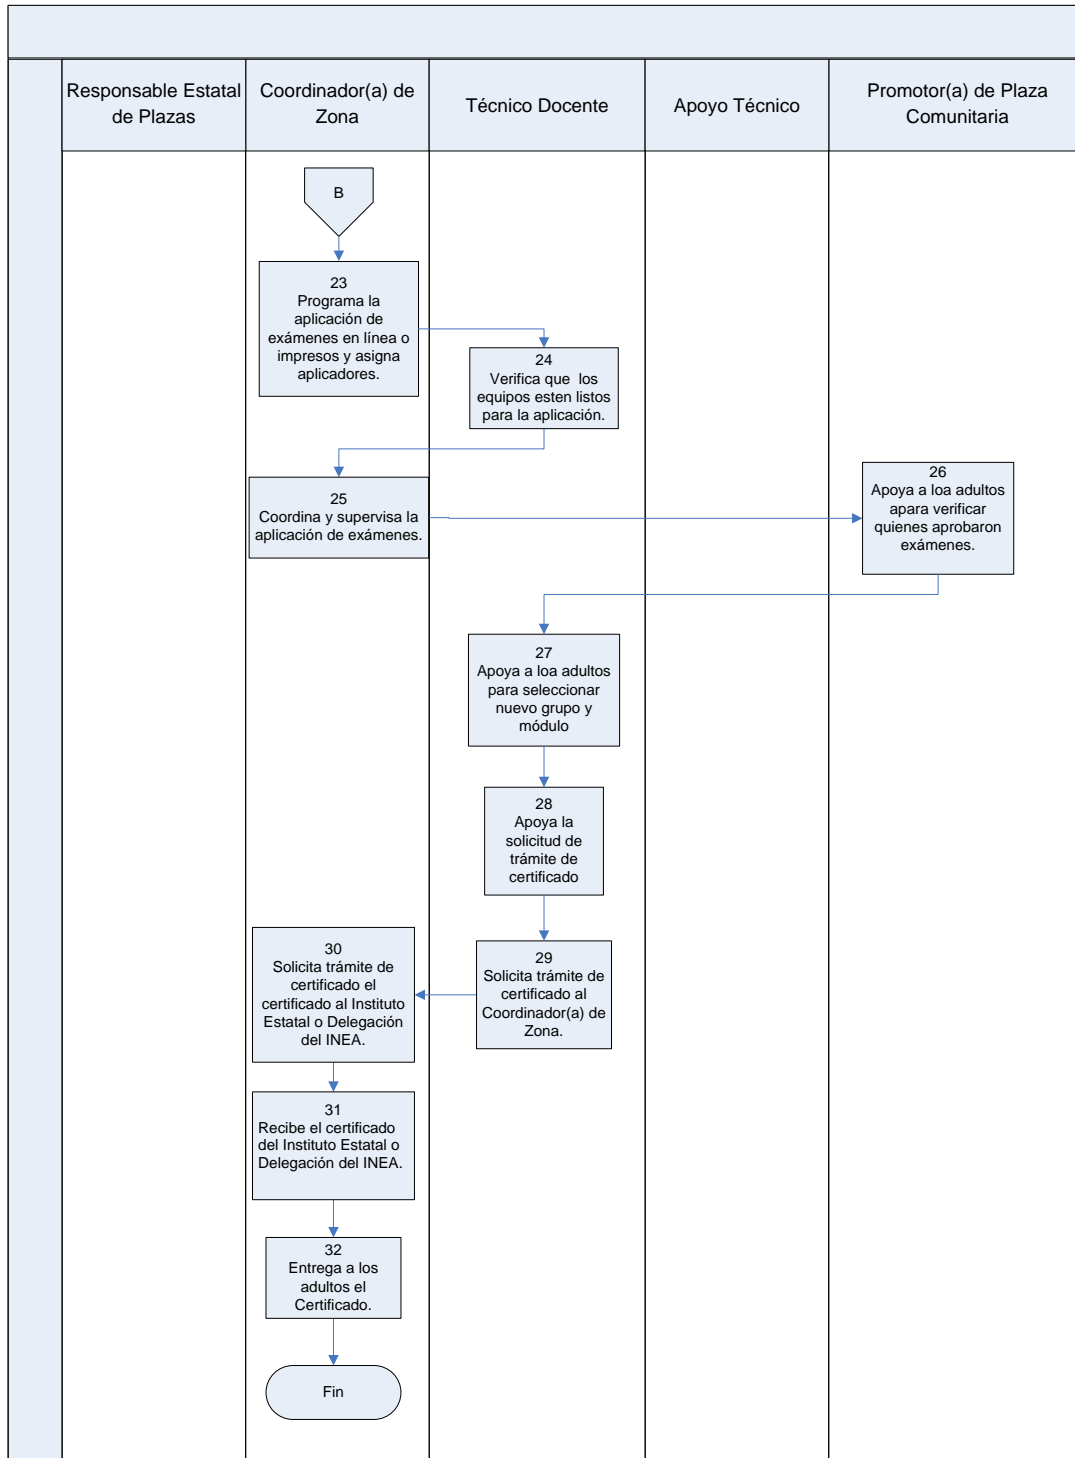 Responsable Estatal
de Plazas
Coordinador(a) de
Zona
Técnico Docente
Apoyo Técnico
Promotor(a) de Plaza
Comunitaria
B
23
Programa la
aplicación de
exámenes en línea o
impresos y asigna
aplicadores.
24
Verifica que los
equipos esten listos
para la aplicación.
25
Coordina y supervisa la
aplicación de exámenes.
26
Apoya a loa adultos
apara verificar
quienes aprobaron
exámenes.
27
Apoya a loa adultos
para seleccionar
nuevo grupo y
módulo
28
Apoya la
solicitud de
trámite de
certificado
29
Solicita trámite de
certificado al
Coordinador(a) de
Zona.
30
Solicita trámite de
certificado el
certificado al Instituto
Estatal o Delegación
del INEA.
31
Recibe el certificado
del Instituto Estatal o
Delegación del INEA.
32
Entrega a los
adultos el
Certificado.
Fin